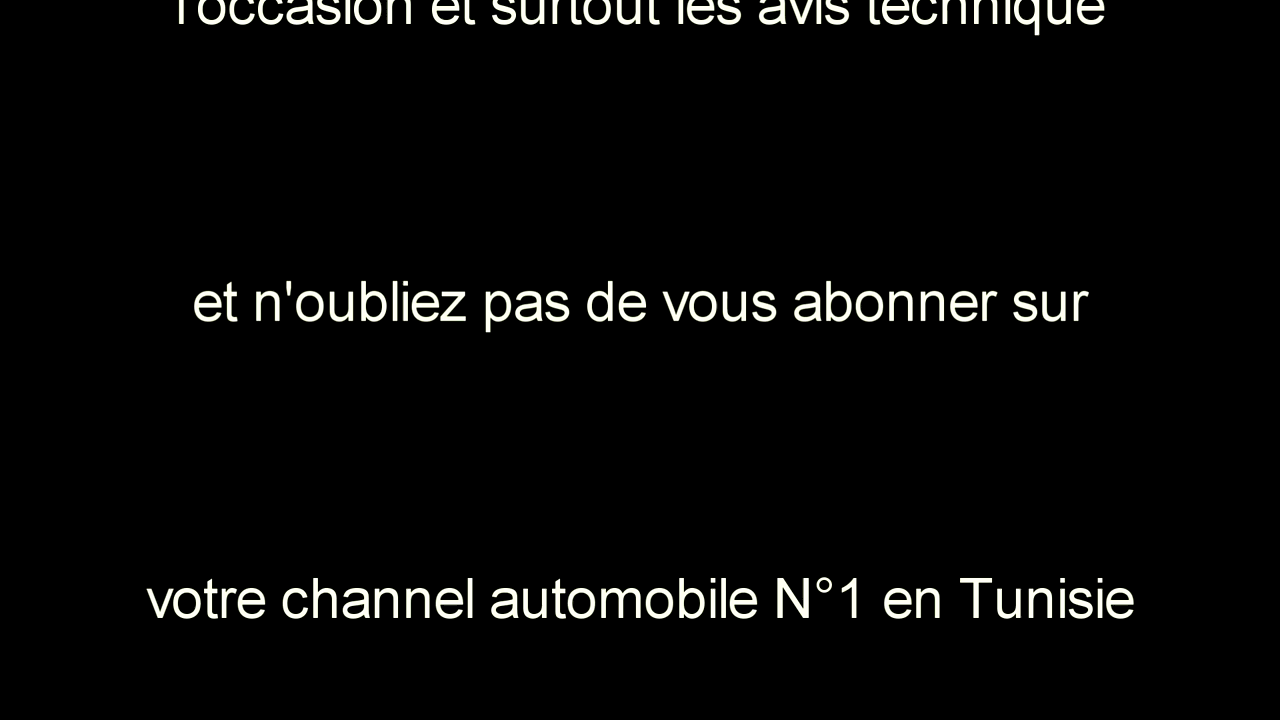 l'occasion et surtout les avis technique
et n'oubliez pas de vous abonner sur
votre channel automobile N°1 en Tunisie